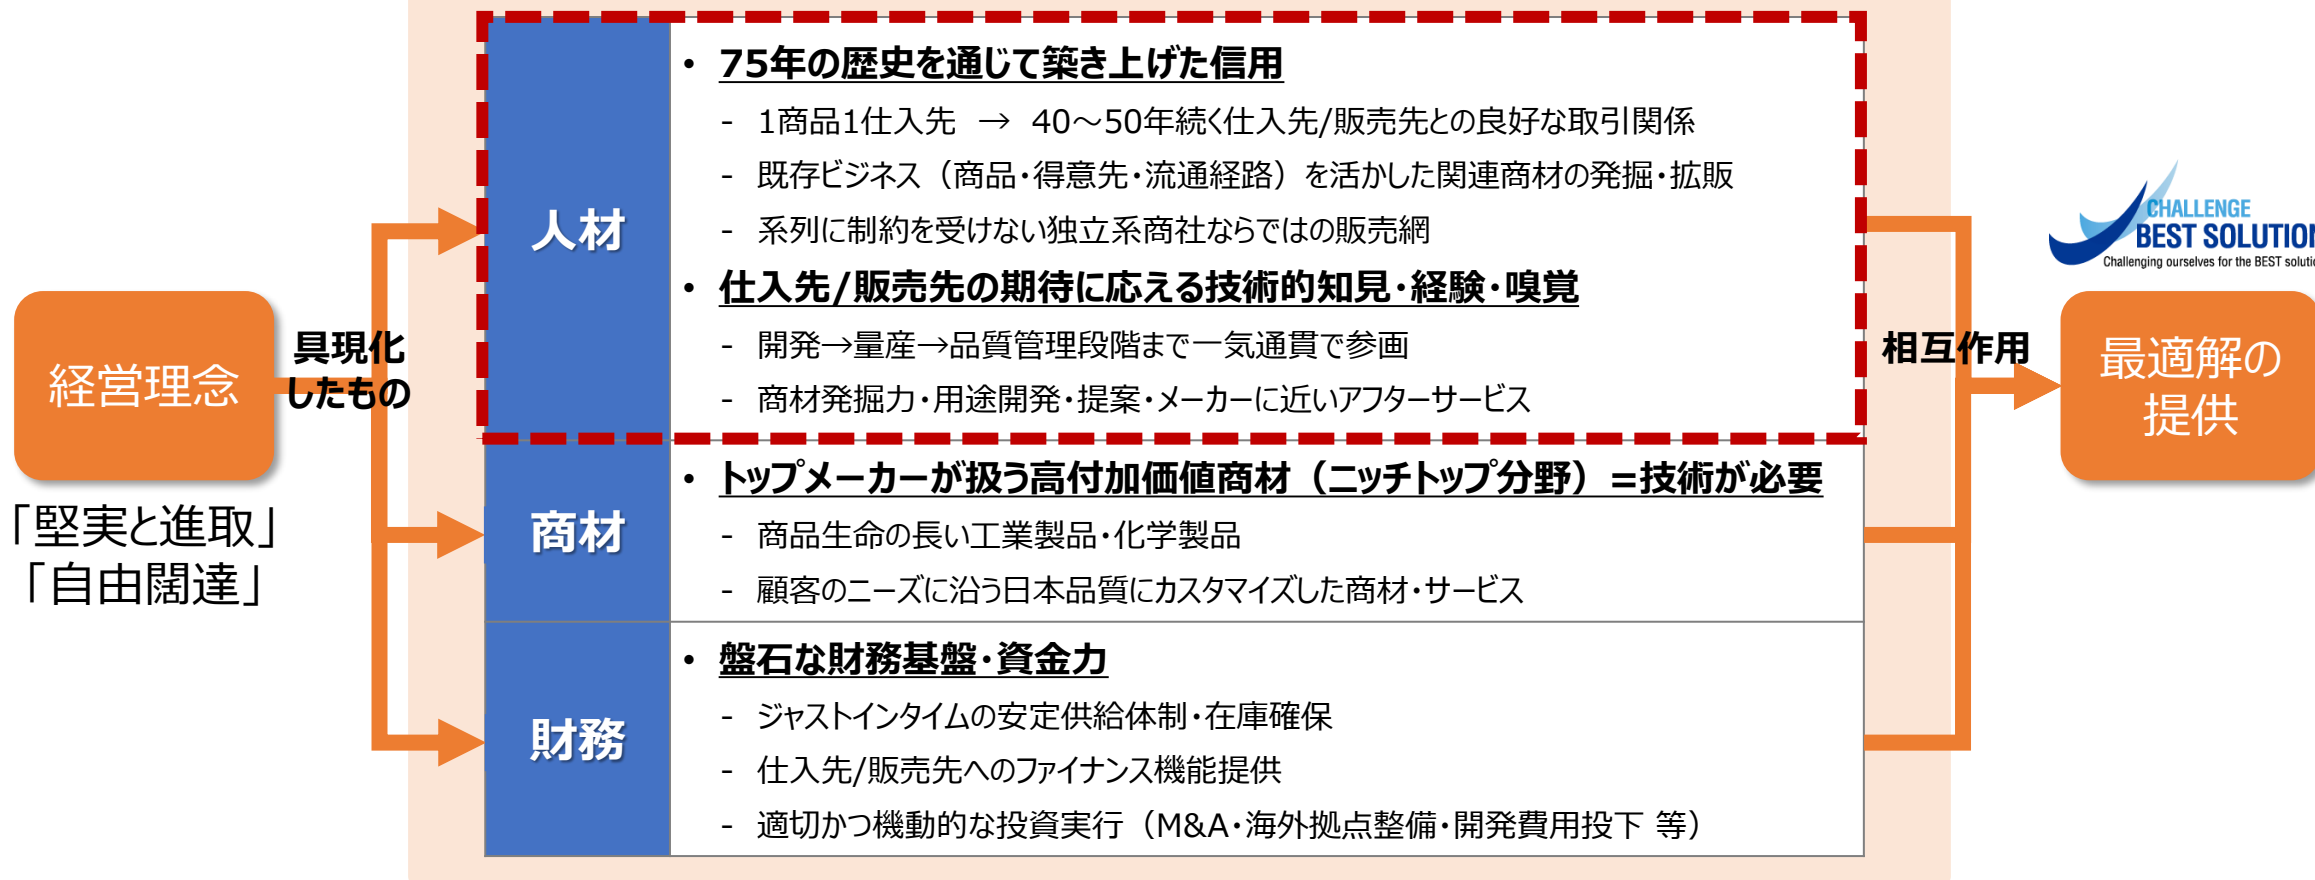 経営理念
「堅実と進取」
「自由闊達」
具現化
したもの
人材
• 75年の歴史を通じて築き上げた信用
- 1商品1仕入先 → 40～50年続く仕入先/販売先との良好な取引関係
- 既存ビジネス（商品・得意先・流通経路）を活かした関連商材の発掘・拡販
- 系列に制約を受けない独立系商社ならではの販売網
• 仕入先/販売先の期待に応える技術的知見・経験・嗅覚
- 開発→量産→品質管理段階まで一気通貫で参画
- 商材発掘力・用途開発・提案・メーカーに近いアフターサービス
商材
• トップメーカーが扱う高付加価値商材（ニッチトップ分野）=技術が必要
- 商品生命の長い工業製品・化学製品
- 顧客のニーズに沿う日本品質にカスタマイズした商材・サービス
財務
• 盤石な財務基盤・資金力
- ジャストインタイムの安定供給体制・在庫確保
- 仕入先/販売先へのファイナンス機能提供
- 適切かつ機動的な投資実行（M&A・海外拠点整備・開発費用投下 等）
相互作用
CHALLENGE
BEST SOLUTION
Challenging ourselves for the BEST solutio
最適解の
提供